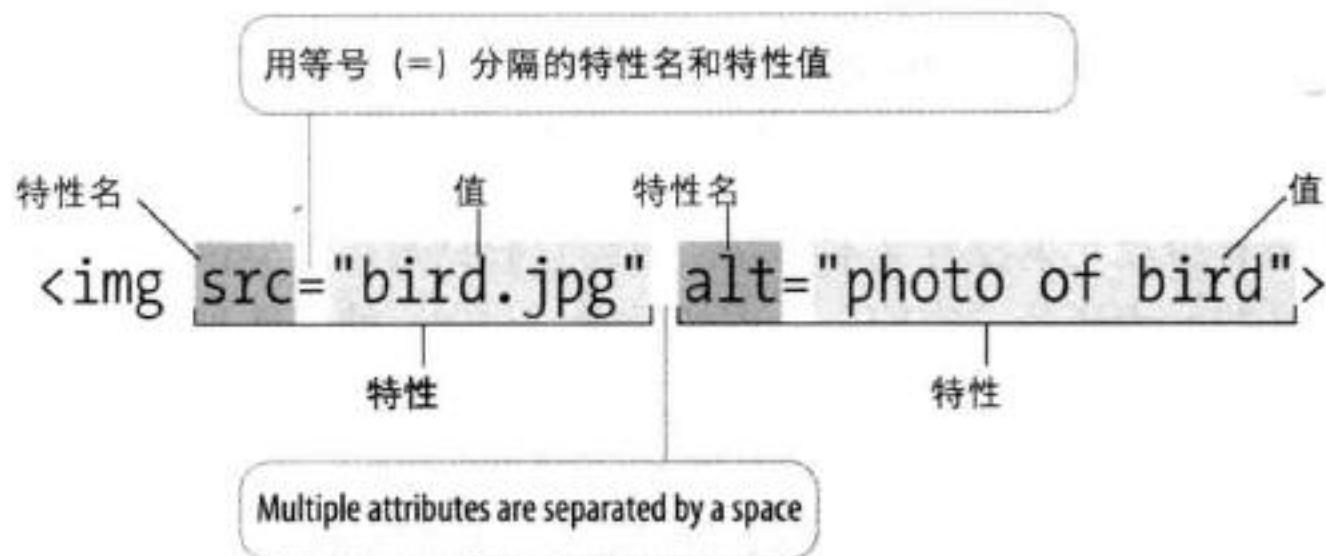 用等号 (=) 分隔的特性名和特性值
特性名 值 特性名 值
<img src="bird.jpg" alt="photo of bird">
特性 特性
Multiple attributes are separated by a space